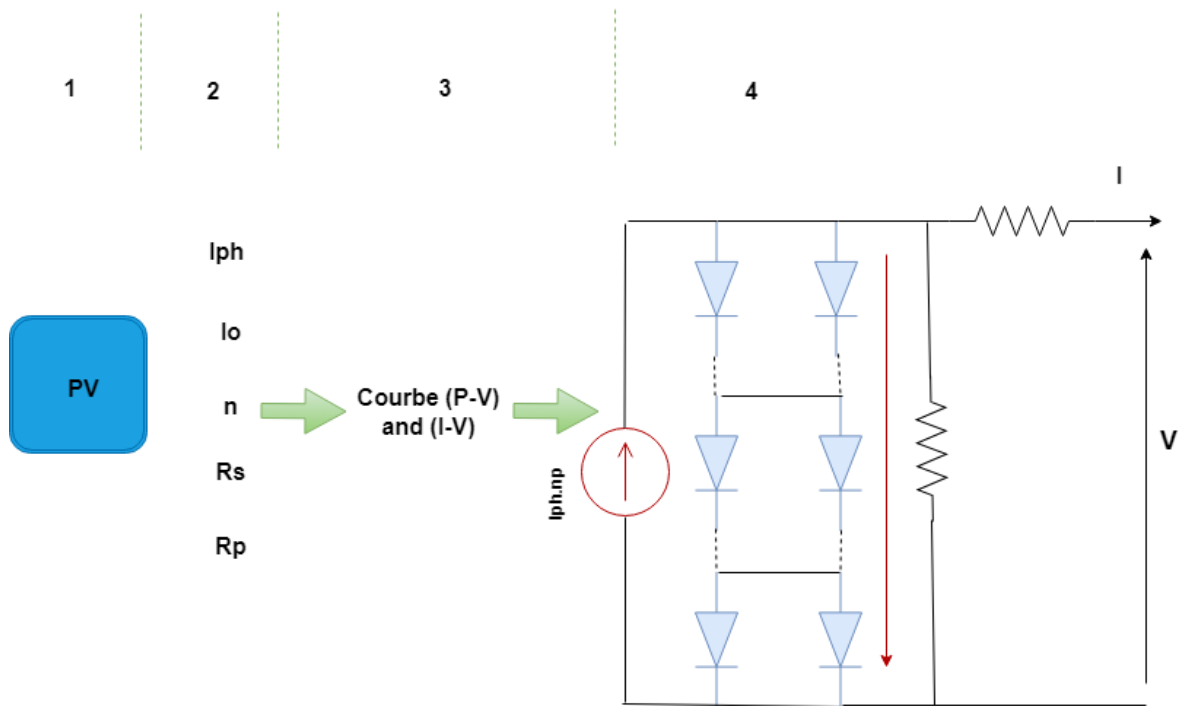 1
2
3
4
I
Iph
Io
PV
n
Courbe (P-V)
and (I-V)
V
Rs
Iph.np
Rp